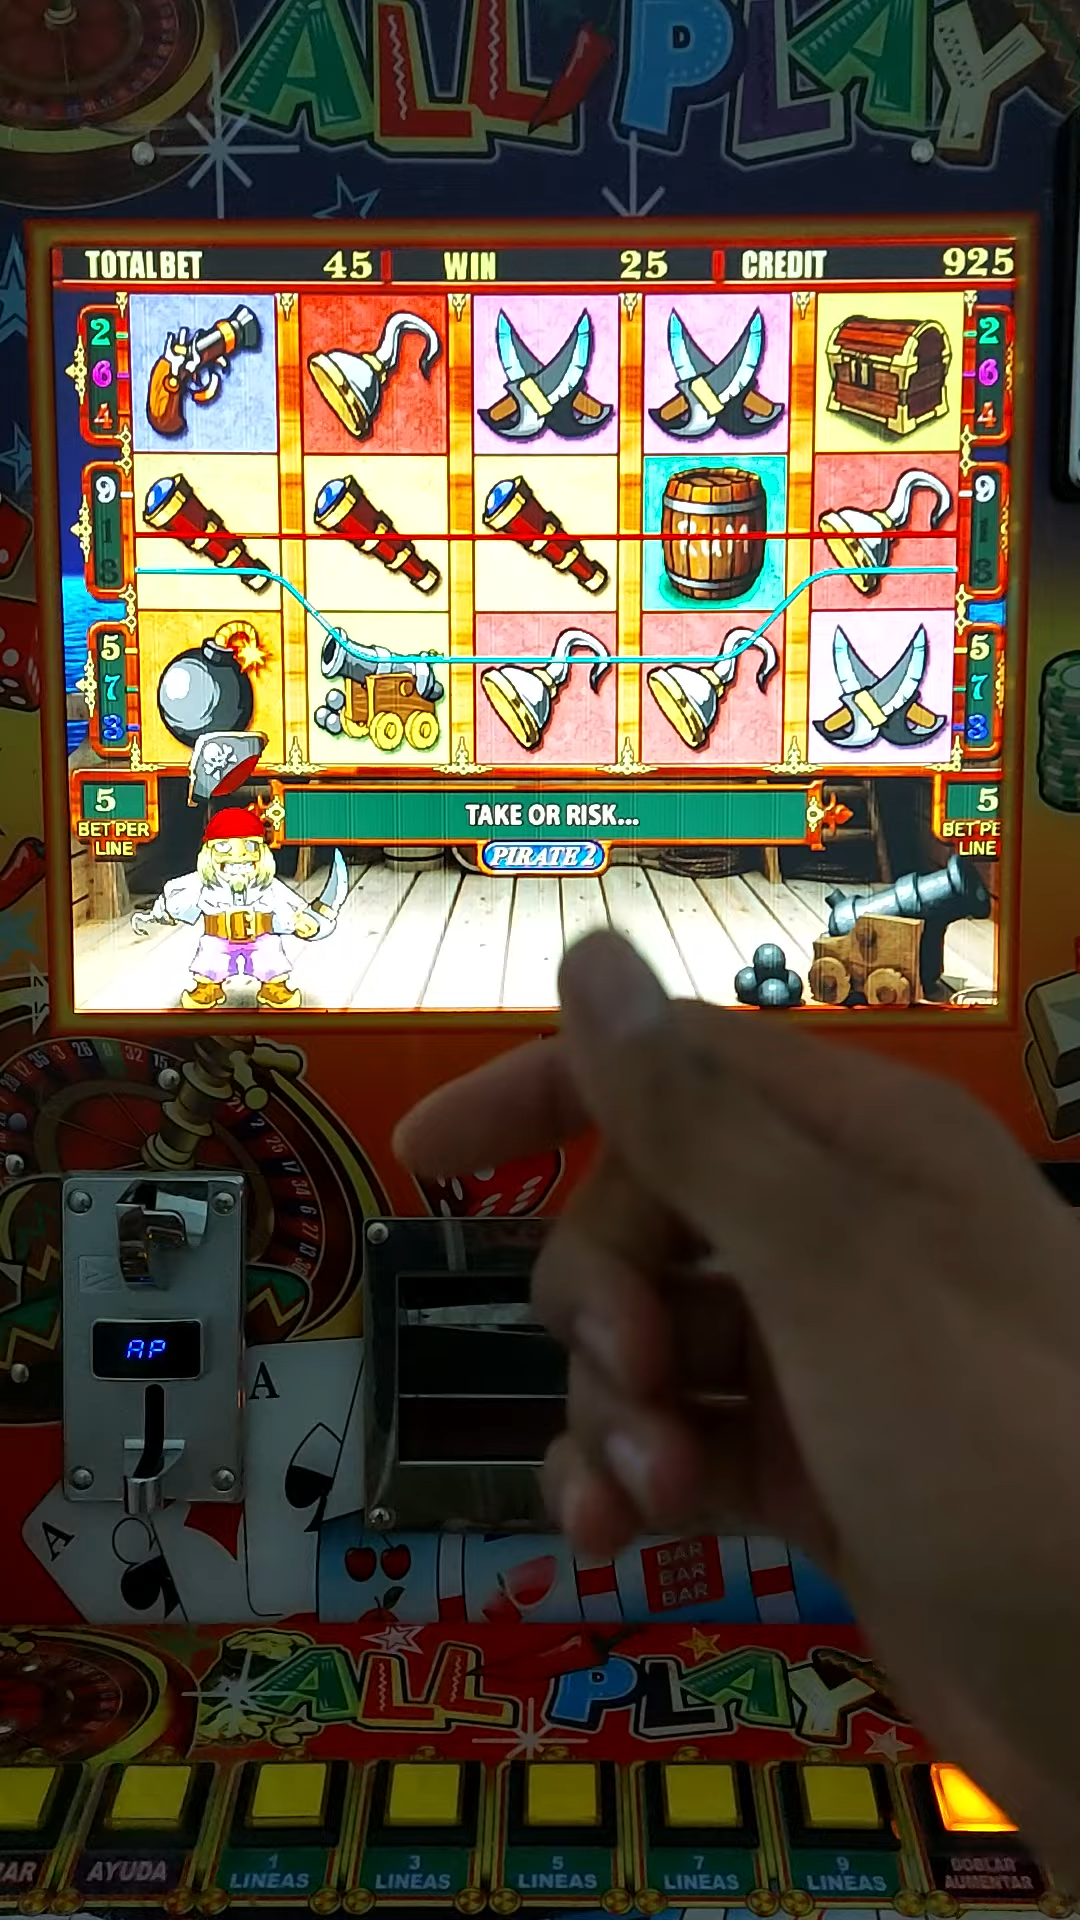 ALL PLAY
TOTAL BET 45 WIN 25 CREDIT 925
2 2
6 6
4 4
9 9
1 1
8 8
5 5
7 7
3 3
5 5
BET PER LINE BET PE LINE
TAKE OR RISK...
PIRATE 2
AP
A
A
BAR
BAR
BAR
ALL PLAY
AR AYUDA 1 LINEAS 3 LINEAS 5 LINEAS 7 LINEAS 9 LINEAS DOBLAR AUMENTAR